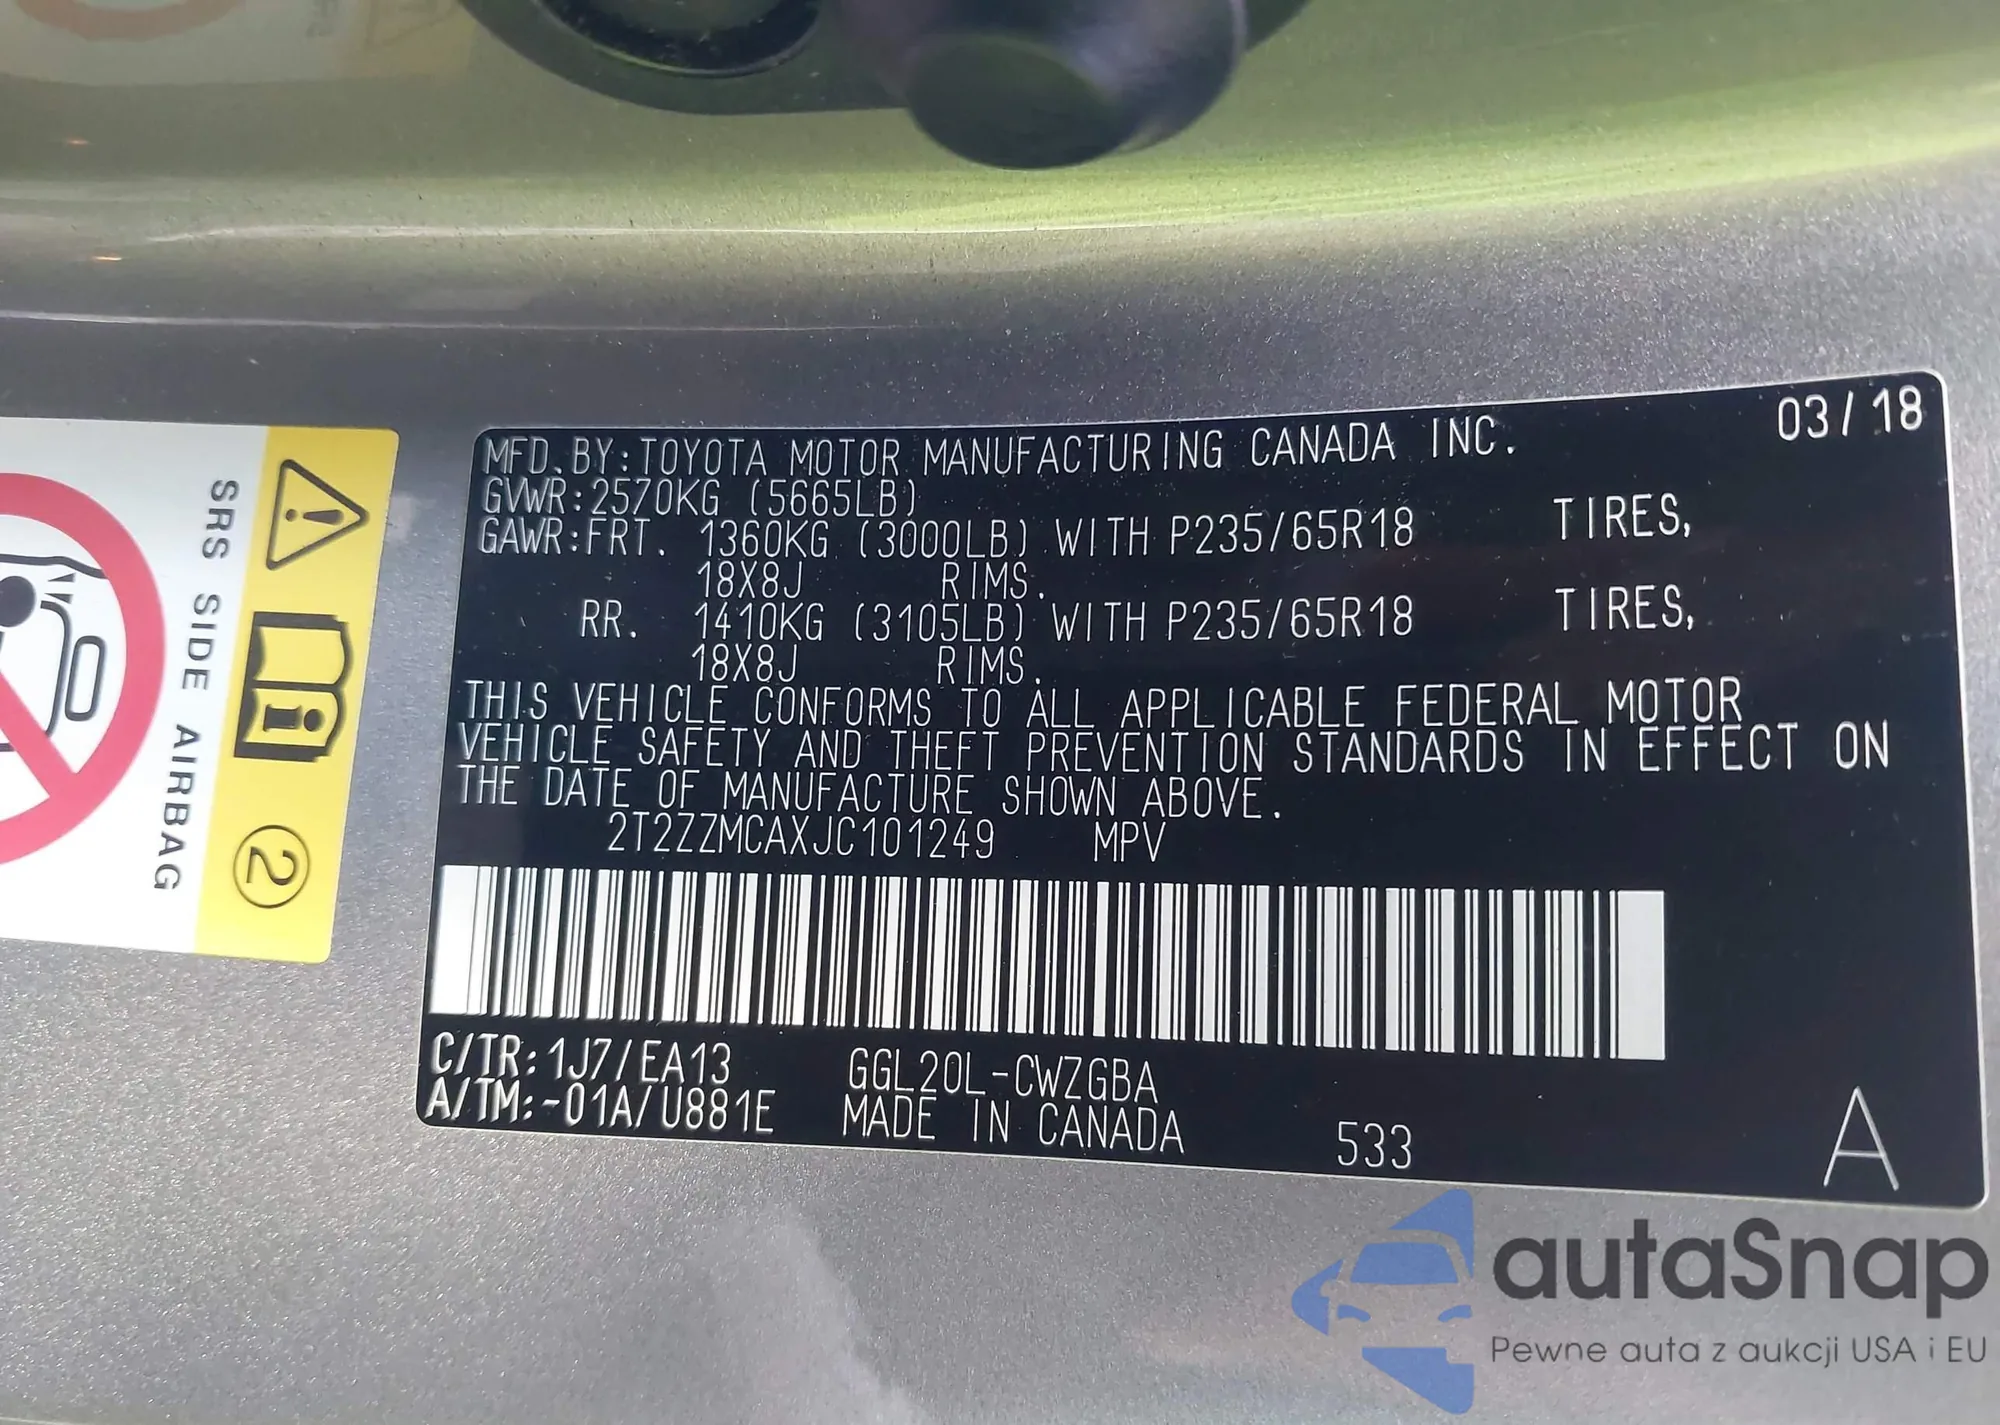 MFD.BY:TOYOTA MOTOR MANUFACTURING CANADA INC. 03/18
GVWR:2570KG (5665LB)
GAWR:FRT. 1360KG (3000LB) WITH P235/65R18 TIRES,
18X8J RIMS.
RR. 1410KG (3105LB) WITH P235/65R18 TIRES,
18X8J RIMS.
THIS VEHICLE CONFORMS TO ALL APPLICABLE FEDERAL MOTOR
VEHICLE SAFETY AND THEFT PREVENTION STANDARDS IN EFFECT ON
THE DATE OF MANUFACTURE SHOWN ABOVE.
2T2ZZMCAXJC101249 MPV
C/TR:1J7/EA13 GGL20L-CWZGBA
A/TM:-01A/U881E MADE IN CANADA 533 A
SRS SIDE AIRBAG
2
autaSnap
Pewne auta z aukcji USA i EU